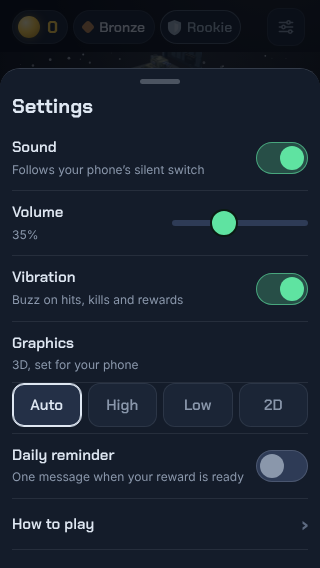 0
Bronze
Rookie
Settings
Sound
Follows your phone's silent switch
Volume
35%
Vibration
Buzz on hits, kills and rewards
Graphics
3D, set for your phone
Auto
High
Low
2D
Daily reminder
One message when your reward is ready
How to play
›